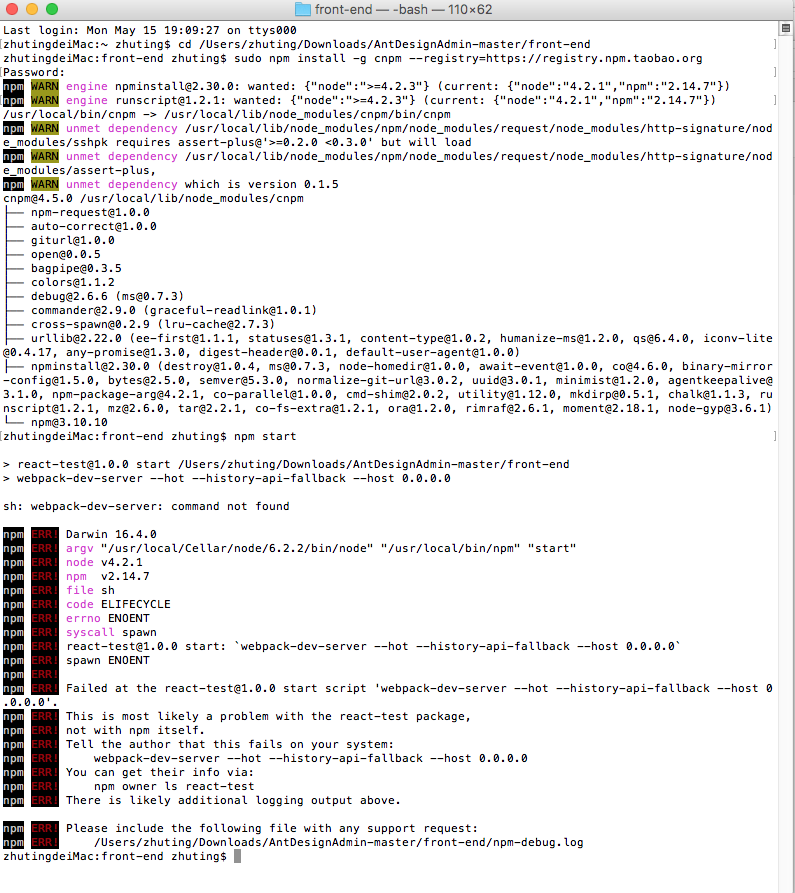 front-end — -bash — 110×62
Last login: Mon May 15 19:09:27 on ttys000
[zhutingdeiMac:~ zhuting$ cd /Users/zhuting/Downloads/AntDesignAdmin-master/front-end ]
[zhutingdeiMac:front-end zhuting$ sudo npm install -g cnpm --registry=https://registry.npm.taobao.org ]
[Password: ]
npm WARN engine npminstall@2.30.0: wanted: {"node":">=4.2.3"} (current: {"node":"4.2.1","npm":"2.14.7"})
npm WARN engine runscript@1.2.1: wanted: {"node":">=4.2.3"} (current: {"node":"4.2.1","npm":"2.14.7"})
/usr/local/bin/cnpm -> /usr/local/lib/node_modules/cnpm/bin/cnpm
npm WARN unmet dependency /usr/local/lib/node_modules/npm/node_modules/request/node_modules/http-signature/nod
e_modules/sshpk requires assert-plus@'>=0.2.0 <0.3.0' but will load
npm WARN unmet dependency /usr/local/lib/node_modules/npm/node_modules/request/node_modules/http-signature/nod
e_modules/assert-plus,
npm WARN unmet dependency which is version 0.1.5
cnpm@4.5.0 /usr/local/lib/node_modules/cnpm
├── npm-request@1.0.0
├── auto-correct@1.0.0
├── giturl@1.0.0
├── open@0.0.5
├── bagpipe@0.3.5
├── colors@1.1.2
├── debug@2.6.6 (ms@0.7.3)
├── commander@2.9.0 (graceful-readlink@1.0.1)
├── cross-spawn@0.2.9 (lru-cache@2.7.3)
├── urllib@2.22.0 (ee-first@1.1.1, statuses@1.3.1, content-type@1.0.2, humanize-ms@1.2.0, qs@6.4.0, iconv-lite
@0.4.17, any-promise@1.3.0, digest-header@0.0.1, default-user-agent@1.0.0)
├── npminstall@2.30.0 (destroy@1.0.4, ms@0.7.3, node-homedir@1.0.0, await-event@1.0.0, co@4.6.0, binary-mirror
-config@1.5.0, bytes@2.5.0, semver@5.3.0, normalize-git-url@3.0.2, uuid@3.0.1, minimist@1.2.0, agentkeepalive@
3.1.0, npm-package-arg@4.2.1, co-parallel@1.0.0, cmd-shim@2.0.2, utility@1.12.0, mkdirp@0.5.1, chalk@1.1.3, ru
nscript@1.2.1, mz@2.6.0, tar@2.2.1, co-fs-extra@1.2.1, ora@1.2.0, rimraf@2.6.1, moment@2.18.1, node-gyp@3.6.1)
└── npm@3.10.10
[zhutingdeiMac:front-end zhuting$ npm start ]
> react-test@1.0.0 start /Users/zhuting/Downloads/AntDesignAdmin-master/front-end
> webpack-dev-server --hot --history-api-fallback --host 0.0.0.0
sh: webpack-dev-server: command not found
npm ERR! Darwin 16.4.0
npm ERR! argv "/usr/local/Cellar/node/6.2.2/bin/node" "/usr/local/bin/npm" "start"
npm ERR! node v4.2.1
npm ERR! npm  v2.14.7
npm ERR! file sh
npm ERR! code ELIFECYCLE
npm ERR! errno ENOENT
npm ERR! syscall spawn
npm ERR! react-test@1.0.0 start: `webpack-dev-server --hot --history-api-fallback --host 0.0.0.0`
npm ERR! spawn ENOENT
npm ERR!
npm ERR! Failed at the react-test@1.0.0 start script 'webpack-dev-server --hot --history-api-fallback --host 0
.0.0.0'.
npm ERR! This is most likely a problem with the react-test package,
npm ERR! not with npm itself.
npm ERR! Tell the author that this fails on your system:
npm ERR!     webpack-dev-server --hot --history-api-fallback --host 0.0.0.0
npm ERR! You can get their info via:
npm ERR!     npm owner ls react-test
npm ERR! There is likely additional logging output above.
npm ERR! Please include the following file with any support request:
npm ERR!     /Users/zhuting/Downloads/AntDesignAdmin-master/front-end/npm-debug.log
zhutingdeiMac:front-end zhuting$